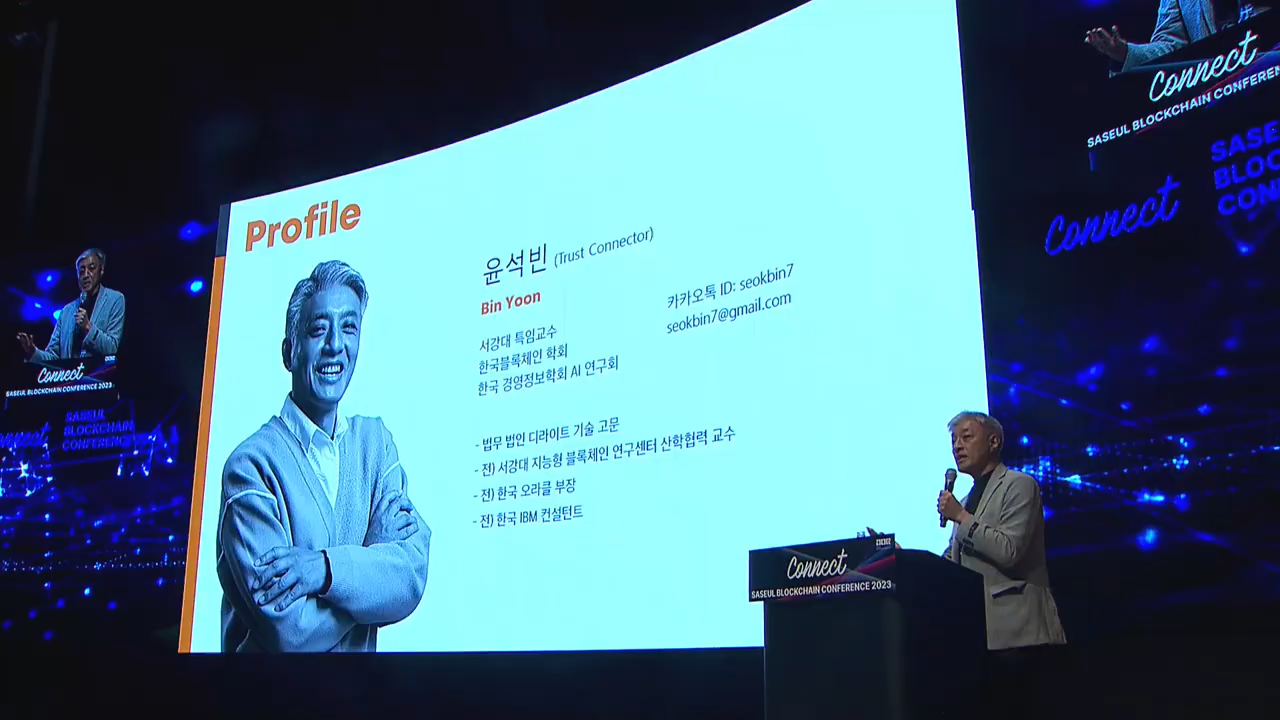 Profile
윤석빈 (Trust Connector)
Bin Yoon
서강대 특임교수
한국블록체인 학회
한국 경영정보학회 AI 연구회
카카오톡 ID: seokbin7
seokbin7@gmail.com
- 법무 법인 디라이트 기술 고문
- 전) 서강대 지능형 블록체인 연구센터 산학협력 교수
- 전) 한국 오라클 부장
- 전) 한국 IBM 컨설턴트
Connect
SASEUL BLOCKCHAIN CONFERENCE 2023
Connect
SASEUL BLOCKCHAIN CONFERENCE 2023
SASEUL
BLOCKCHAIN
CONFERENCE
Connect
SASEUL BLOCKCHAIN CONFEREN
Connect
SASE
BLOC
CON